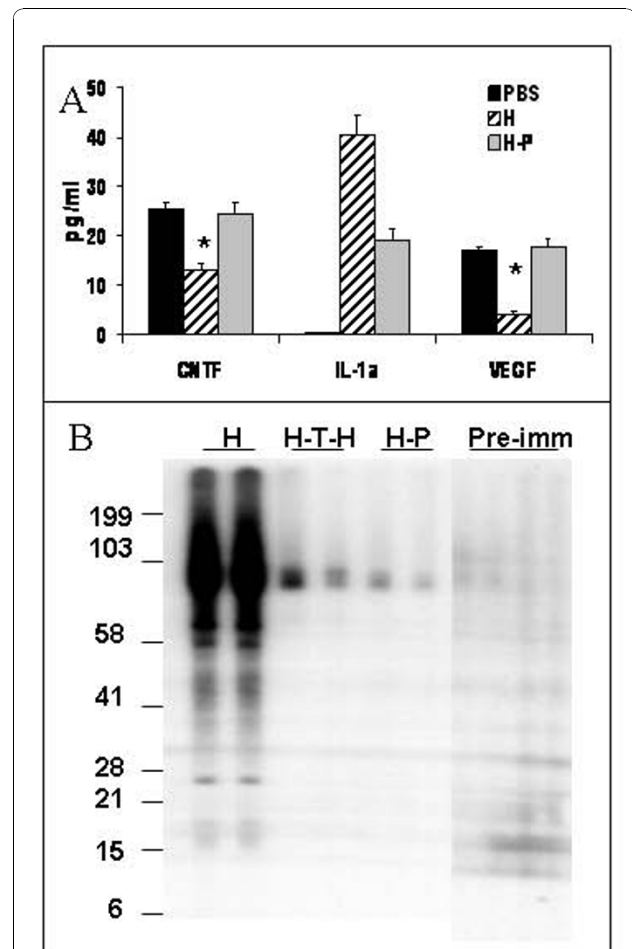 A
50
40
30
20
10
0
pg/ml
PBS
H
H-P
*
*
CNTF
IL-1a
VEGF
B
H
H-T-H
H-P
Pre-imm
199
103
58
41
28
21
15
6